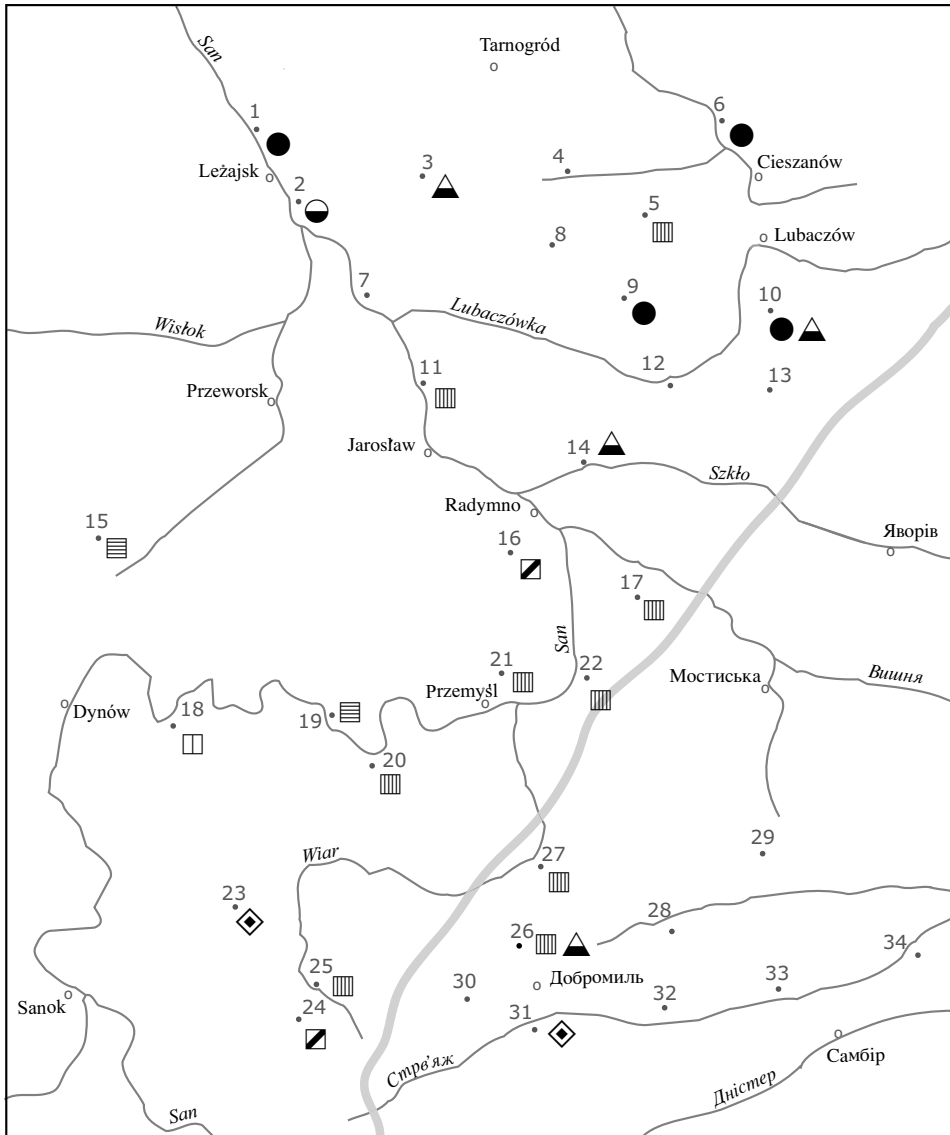 San
Tarnogród
1
6
3
4
Leżajsk
Cieszanów
2
5
8
Lubaczów
7
9
10
Lubaczówka
Wisłok
12
13
11
Przeworsk
Jarosław
14
Szkło
Radymno
15
16
Яворів
17
San
21
22
Przemyśl
Мостиська
Вишня
Dynów
18
19
20
Wiar
27
29
23
28
26
34
25
30
Добромиль
33
Sanok
24
31
32
Самбір
Стрв’яж
Дністер
San